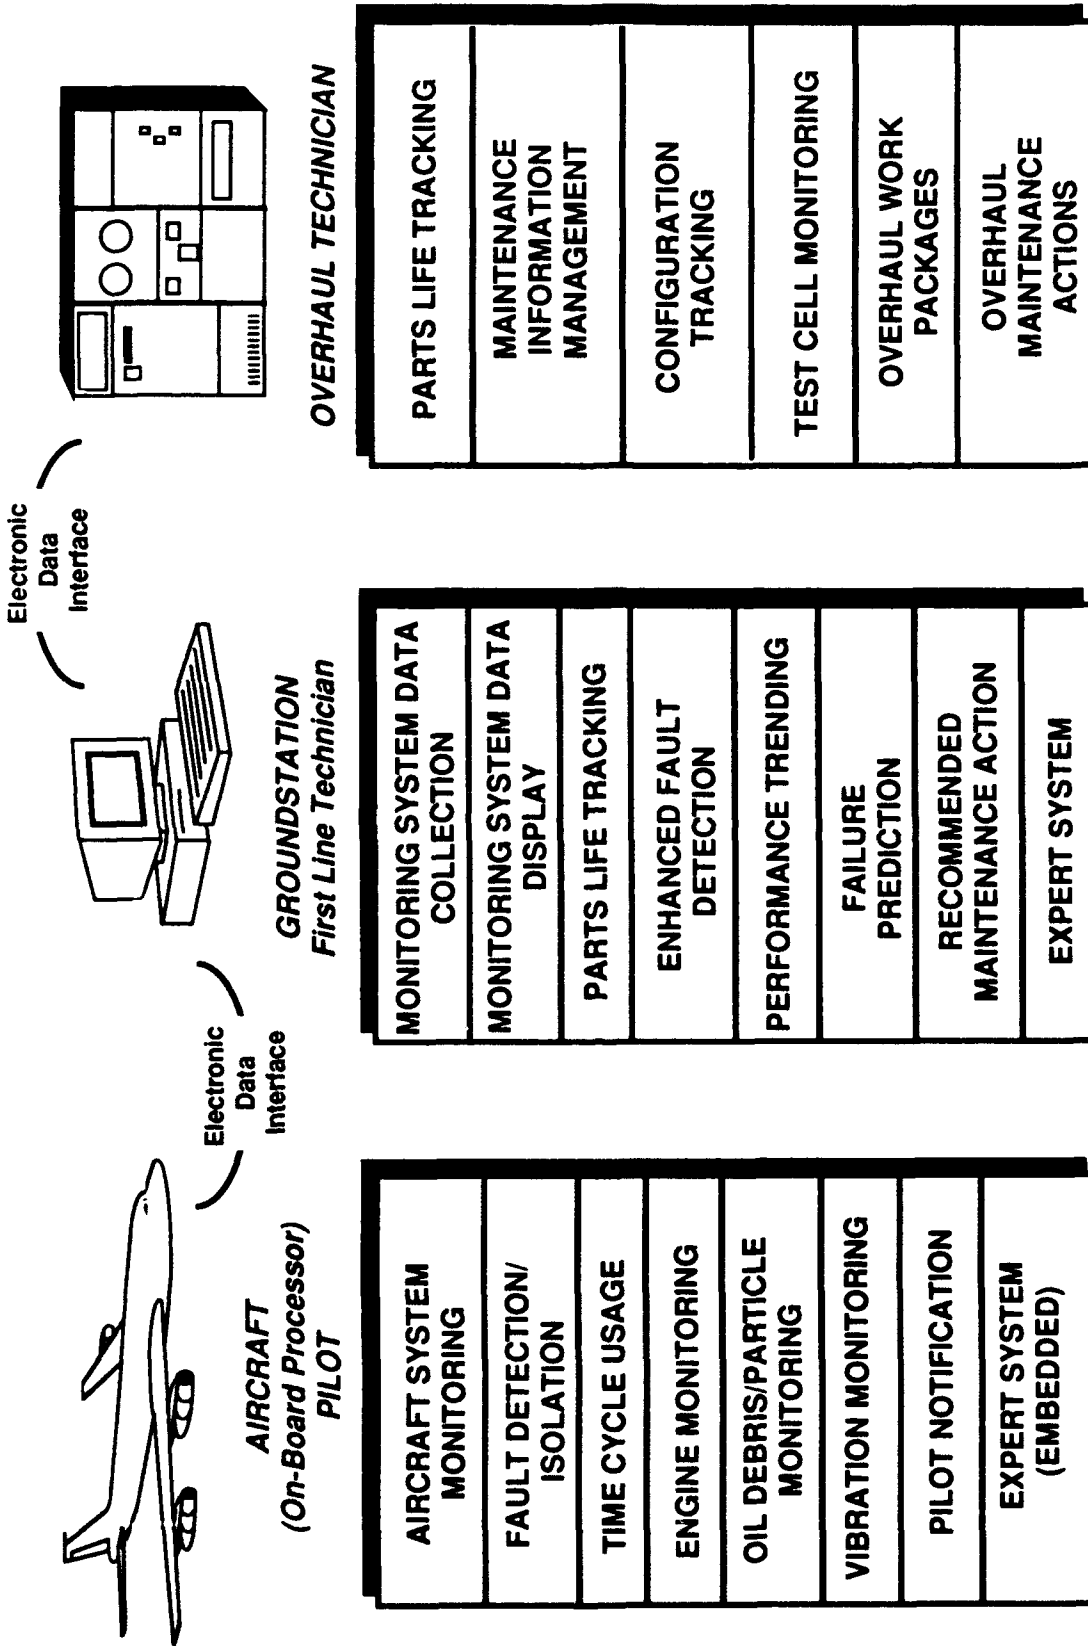 AIRCRAFT
(On-Board Processor)
PILOT
AIRCRAFT SYSTEM
MONITORING
FAULT DETECTION/
ISOLATION
TIME CYCLE USAGE
ENGINE MONITORING
OIL DEBRIS/PARTICLE
MONITORING
VIBRATION MONITORING
PILOT NOTIFICATION
EXPERT SYSTEM
(EMBEDDED)
Electronic
Data
Interface
GROUNDSTATION
First Line Technician
MONITORING SYSTEM DATA
COLLECTION
MONITORING SYSTEM DATA
DISPLAY
PARTS LIFE TRACKING
ENHANCED FAULT
DETECTION
PERFORMANCE TRENDING
FAILURE
PREDICTION
RECOMMENDED
MAINTENANCE ACTION
EXPERT SYSTEM
Electronic
Data
Interface
OVERHAUL TECHNICIAN
PARTS LIFE TRACKING
MAINTENANCE
INFORMATION
MANAGEMENT
CONFIGURATION
TRACKING
TEST CELL MONITORING
OVERHAUL WORK
PACKAGES
OVERHAUL
MAINTENANCE
ACTIONS